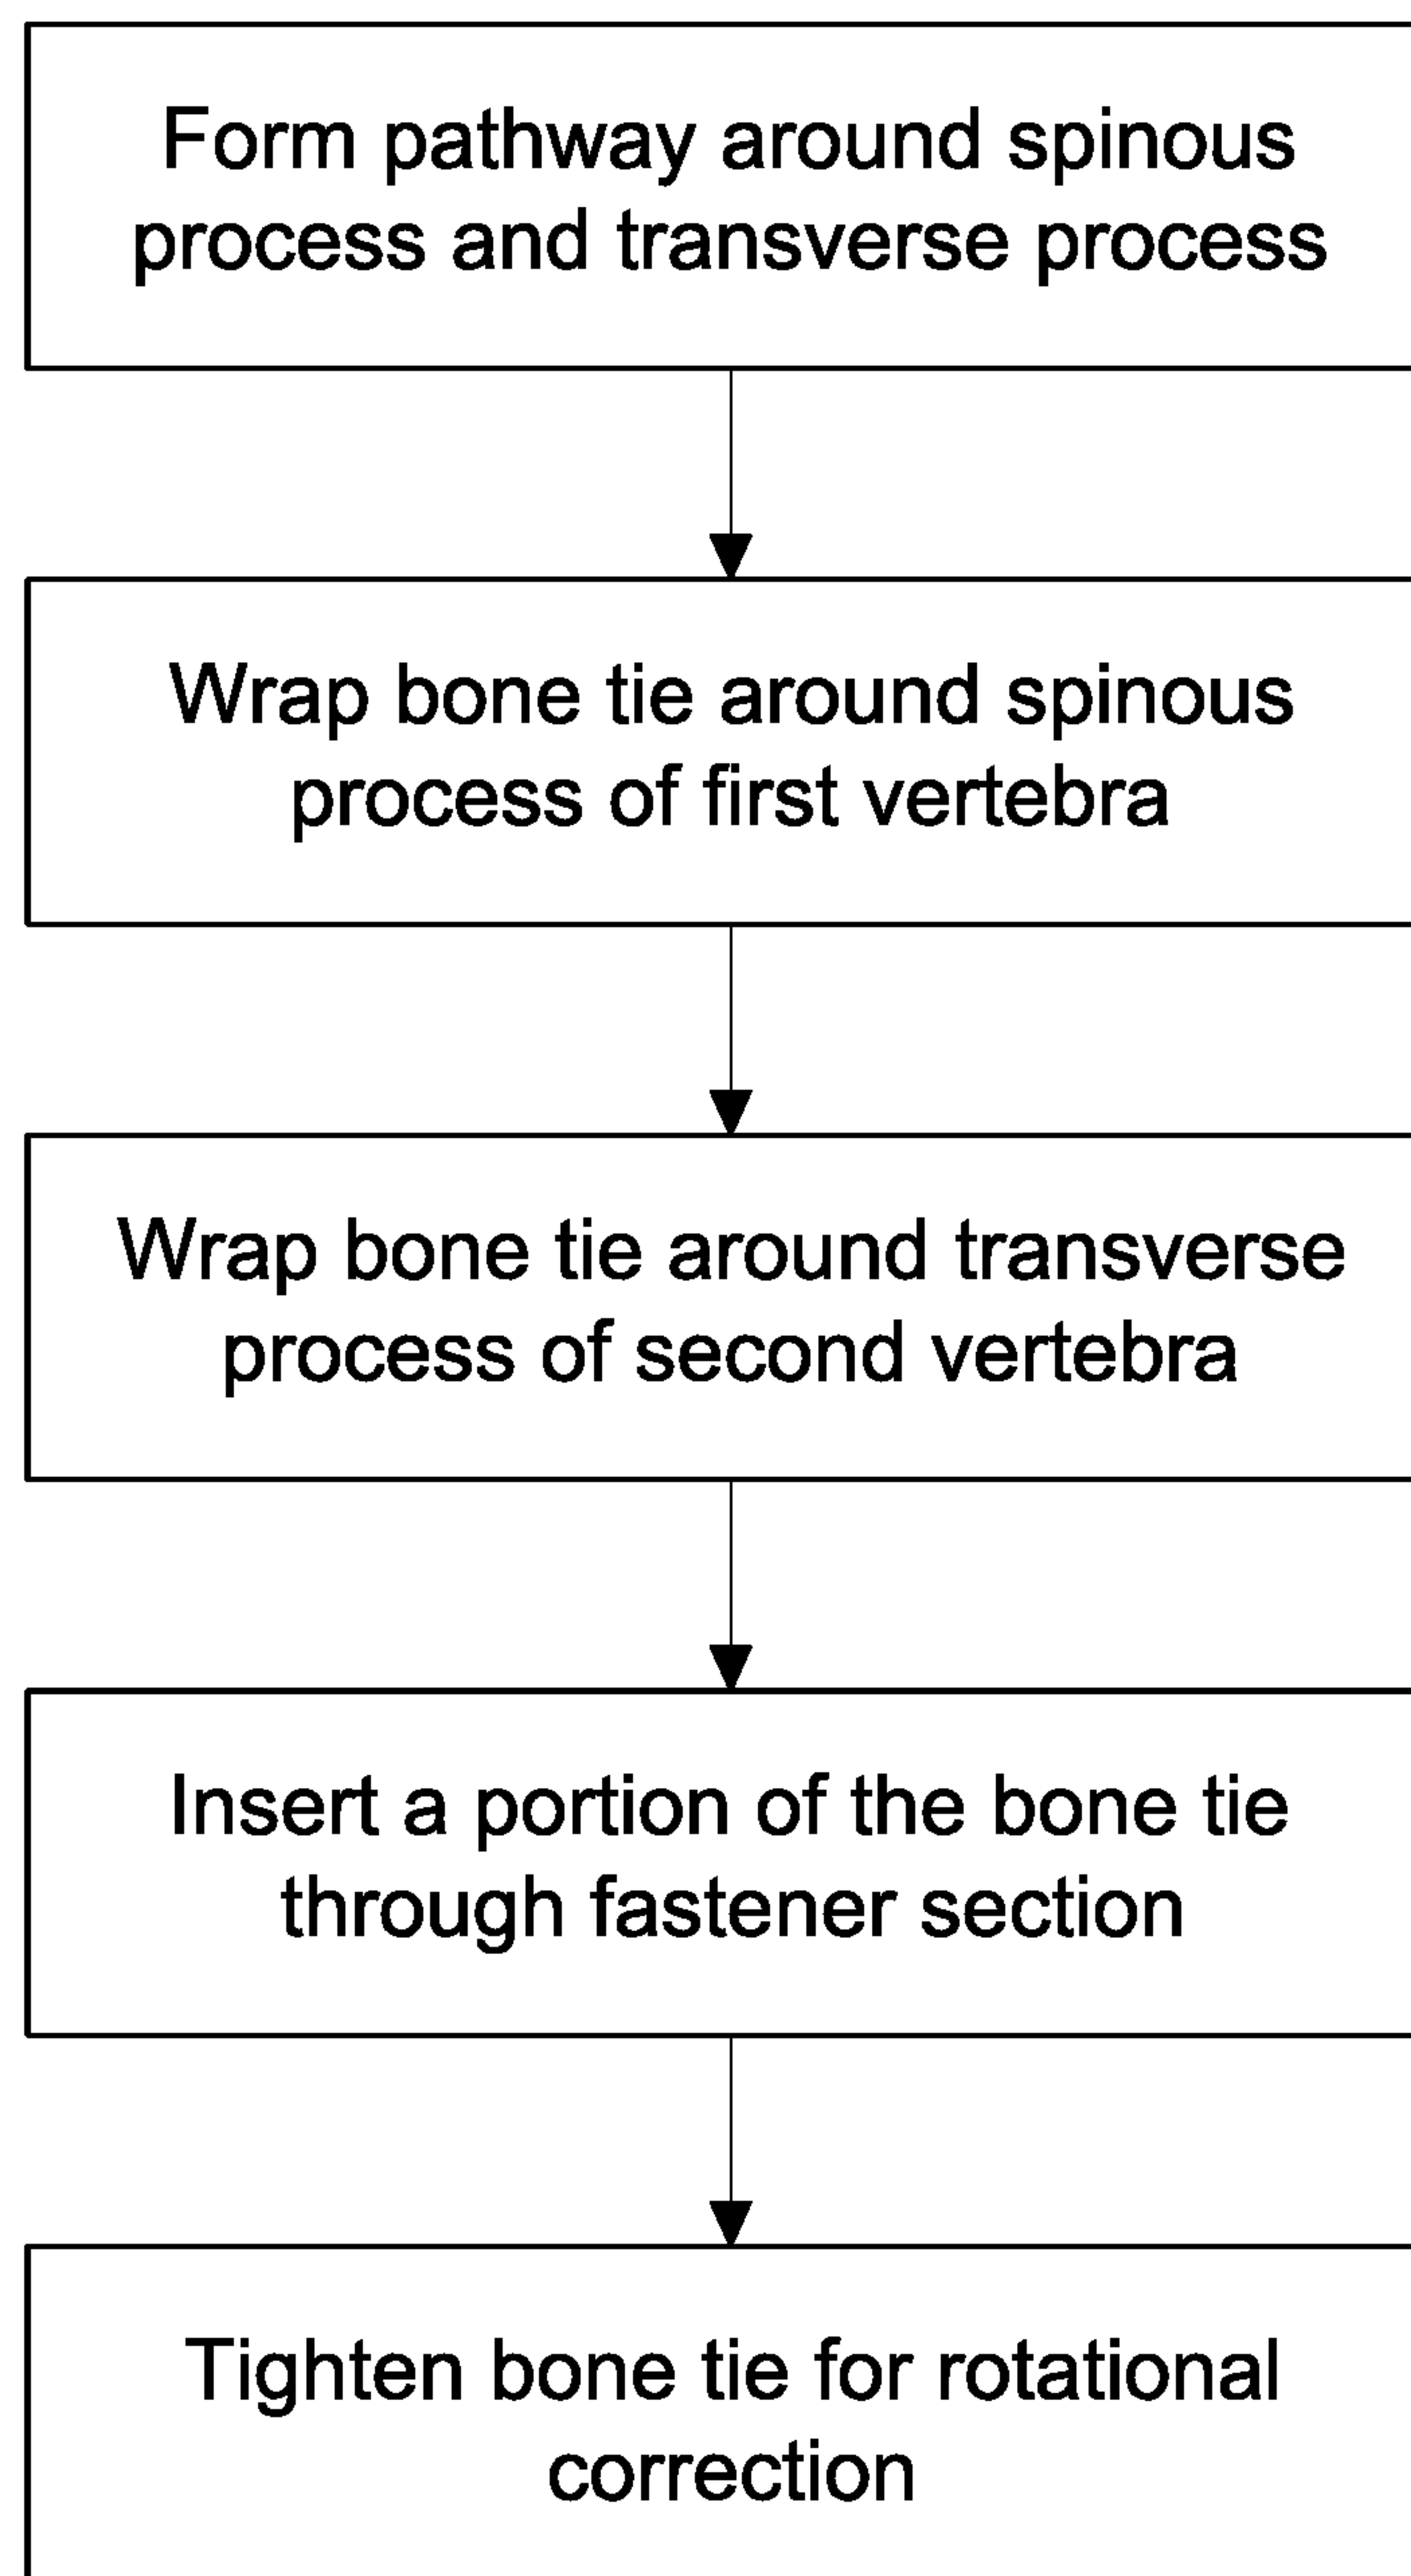 Form pathway around spinous
process and transverse process
Wrap bone tie around spinous
process of first vertebra
Wrap bone tie around transverse
process of second vertebra
Insert a portion of the bone tie
through fastener section
Tighten bone tie for rotational
correction